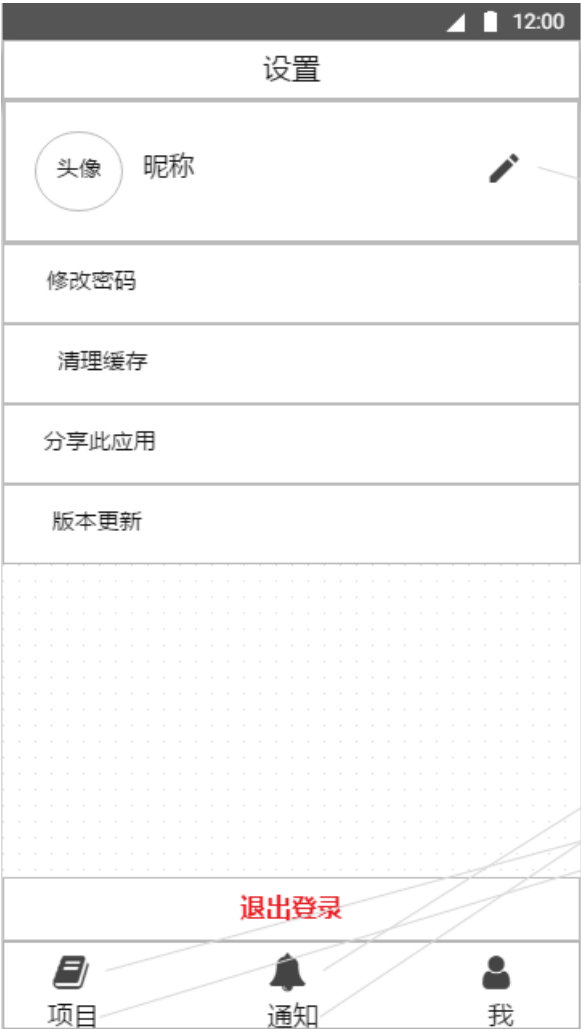 12:00
设置
头像 昵称
修改密码
清理缓存
分享此应用
版本更新
退出登录
项目 通知 我